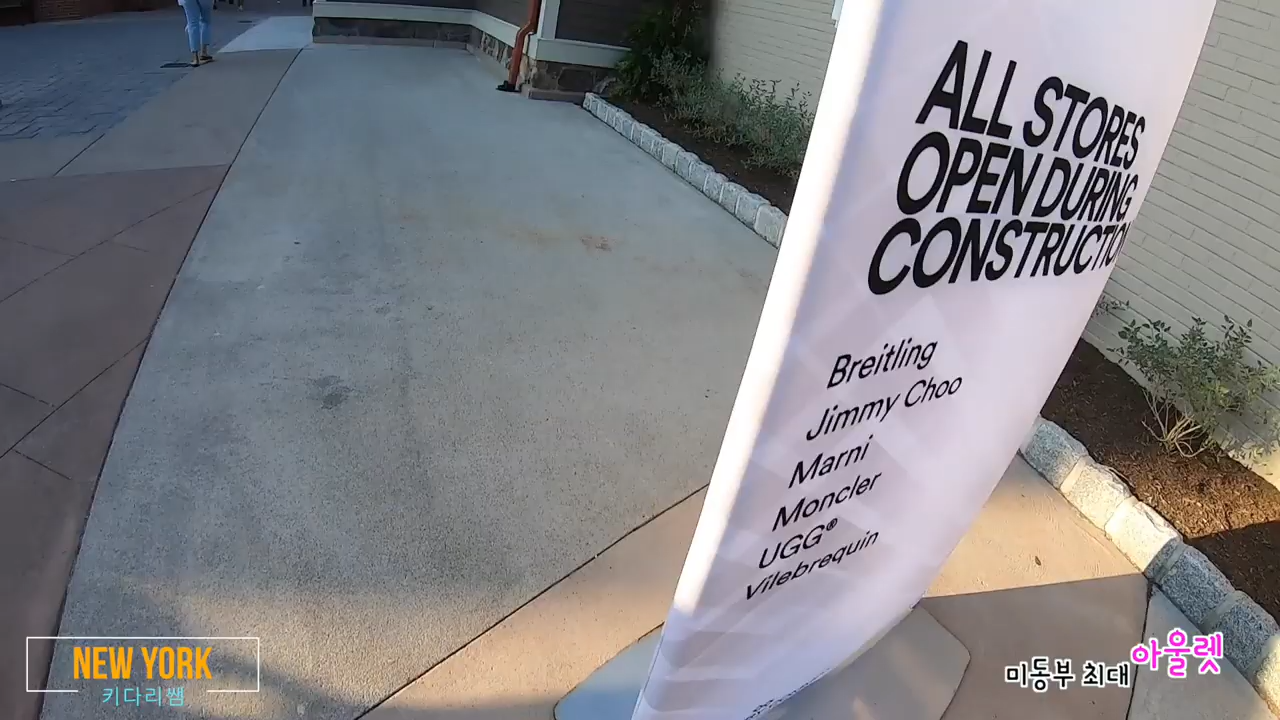 ALL STORES
OPEN DURING
CONSTRUCTION
Breitling
Jimmy Choo
Marni
Moncler
UGG®
Vilebrequin
NEW YORK
키다리쌤
미동부 최대 아울렛